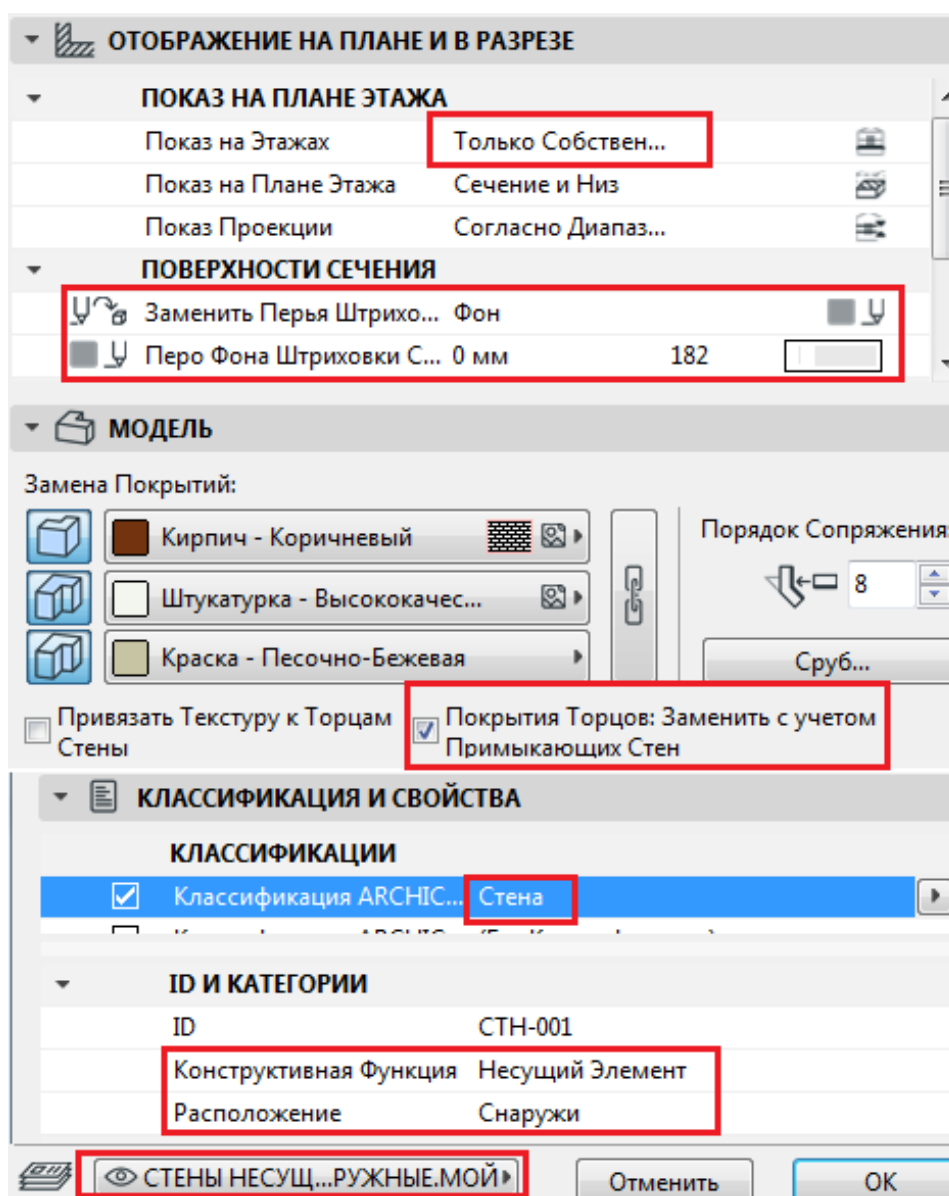 ОТОБРАЖЕНИЕ НА ПЛАНЕ И В РАЗРЕЗЕ
ПОКАЗ НА ПЛАНЕ ЭТАЖА
Показ на Этажах Только Собствен...
Показ на Плане Этажа Сечение и Низ
Показ Проекции Согласно Диапаз...
ПОВЕРХНОСТИ СЕЧЕНИЯ
Заменить Перья Штрихо... Фон
Перо Фона Штриховки С... 0 мм 182
МОДЕЛЬ
Замена Покрытий:
Порядок Сопряжения:
Кирпич - Коричневый
8
Штукатурка - Высококачес...
Краска - Песочно-Бежевая
Сруб...
Привязать Текстуру к Торцам
Стены
Покрытия Торцов: Заменить с учетом
Примыкающих Стен
КЛАССИФИКАЦИЯ И СВОЙСТВА
КЛАССИФИКАЦИИ
Классификация ARCHIC... Стена
ID И КАТЕГОРИИ
ID СТН-001
Конструктивная Функция Несущий Элемент
Расположение Снаружи
СТЕНЫ НЕСУЩ...РУЖНЫЕ.МОЙ
Отменить
ОК